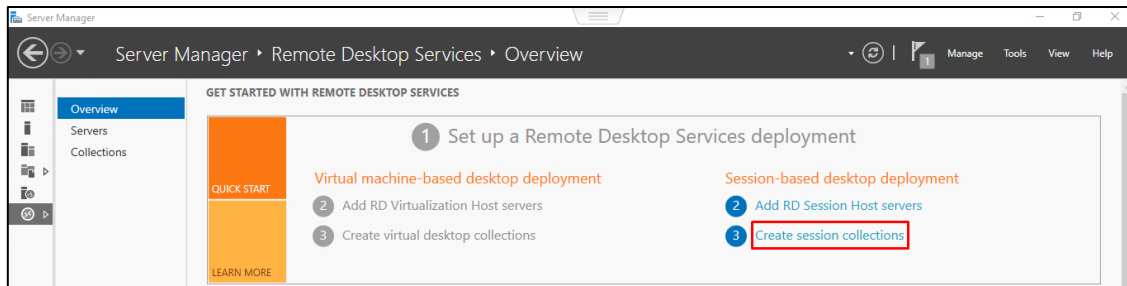 Server Manager
Server Manager ‣ Remote Desktop Services ‣ Overview
1
Manage Tools View Help
Overview
Servers
Collections
GET STARTED WITH REMOTE DESKTOP SERVICES
1 Set up a Remote Desktop Services deployment
QUICK START
LEARN MORE
Virtual machine-based desktop deployment
2 Add RD Virtualization Host servers
3 Create virtual desktop collections
Session-based desktop deployment
2 Add RD Session Host servers
3 Create session collections